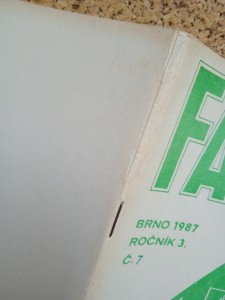 FA
BRNO 1987
ROČNÍK 3.
Č. 7